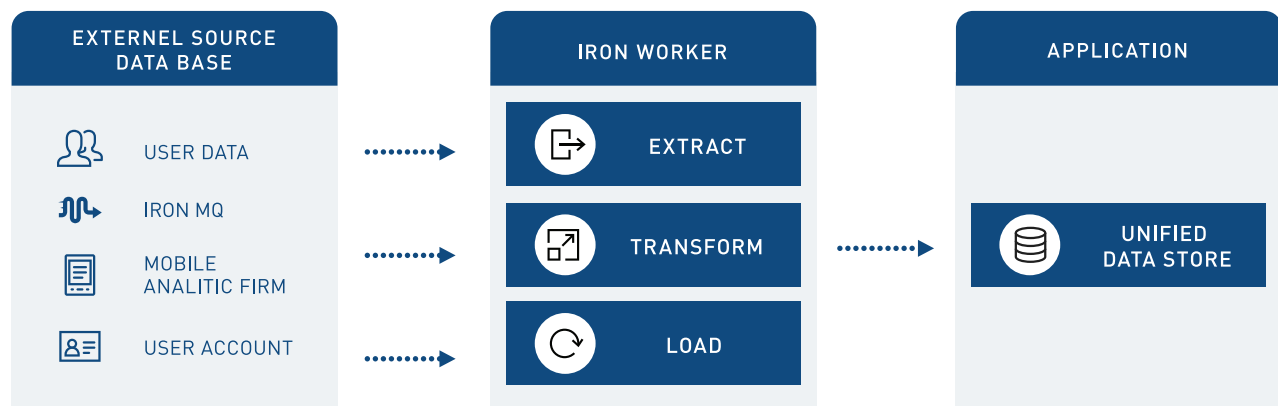 EXTERNEL SOURCE
DATA BASE
USER DATA
IRON MQ
MOBILE
ANALITIC FIRM
USER ACCOUNT
IRON WORKER
EXTRACT
TRANSFORM
LOAD
APPLICATION
UNIFIED
DATA STORE